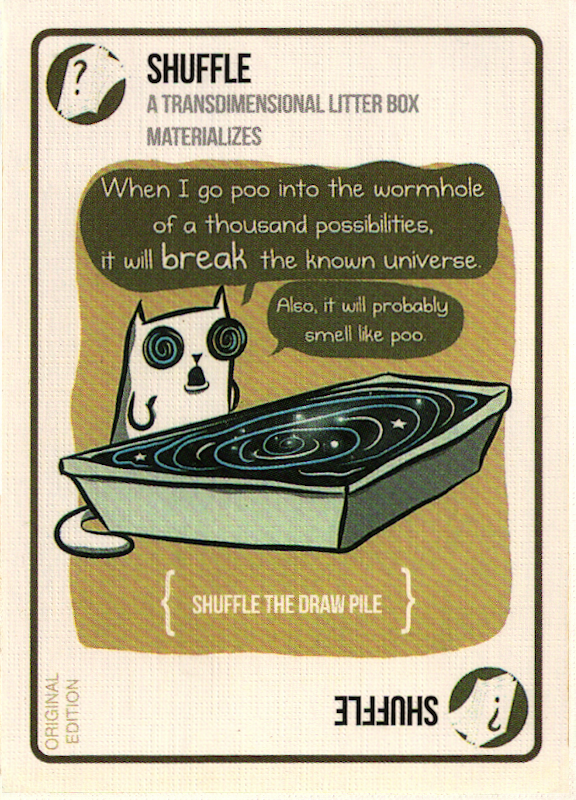 ?
SHUFFLE
A TRANSDIMENSIONAL LITTER BOX
MATERIALIZES
When I go poo into the wormhole
of a thousand possibilities,
it will break the known universe.
Also, it will probably
smell like poo.
{ SHUFFLE THE DRAW PILE }
ORIGINAL
EDITION
SHUFFLE
?